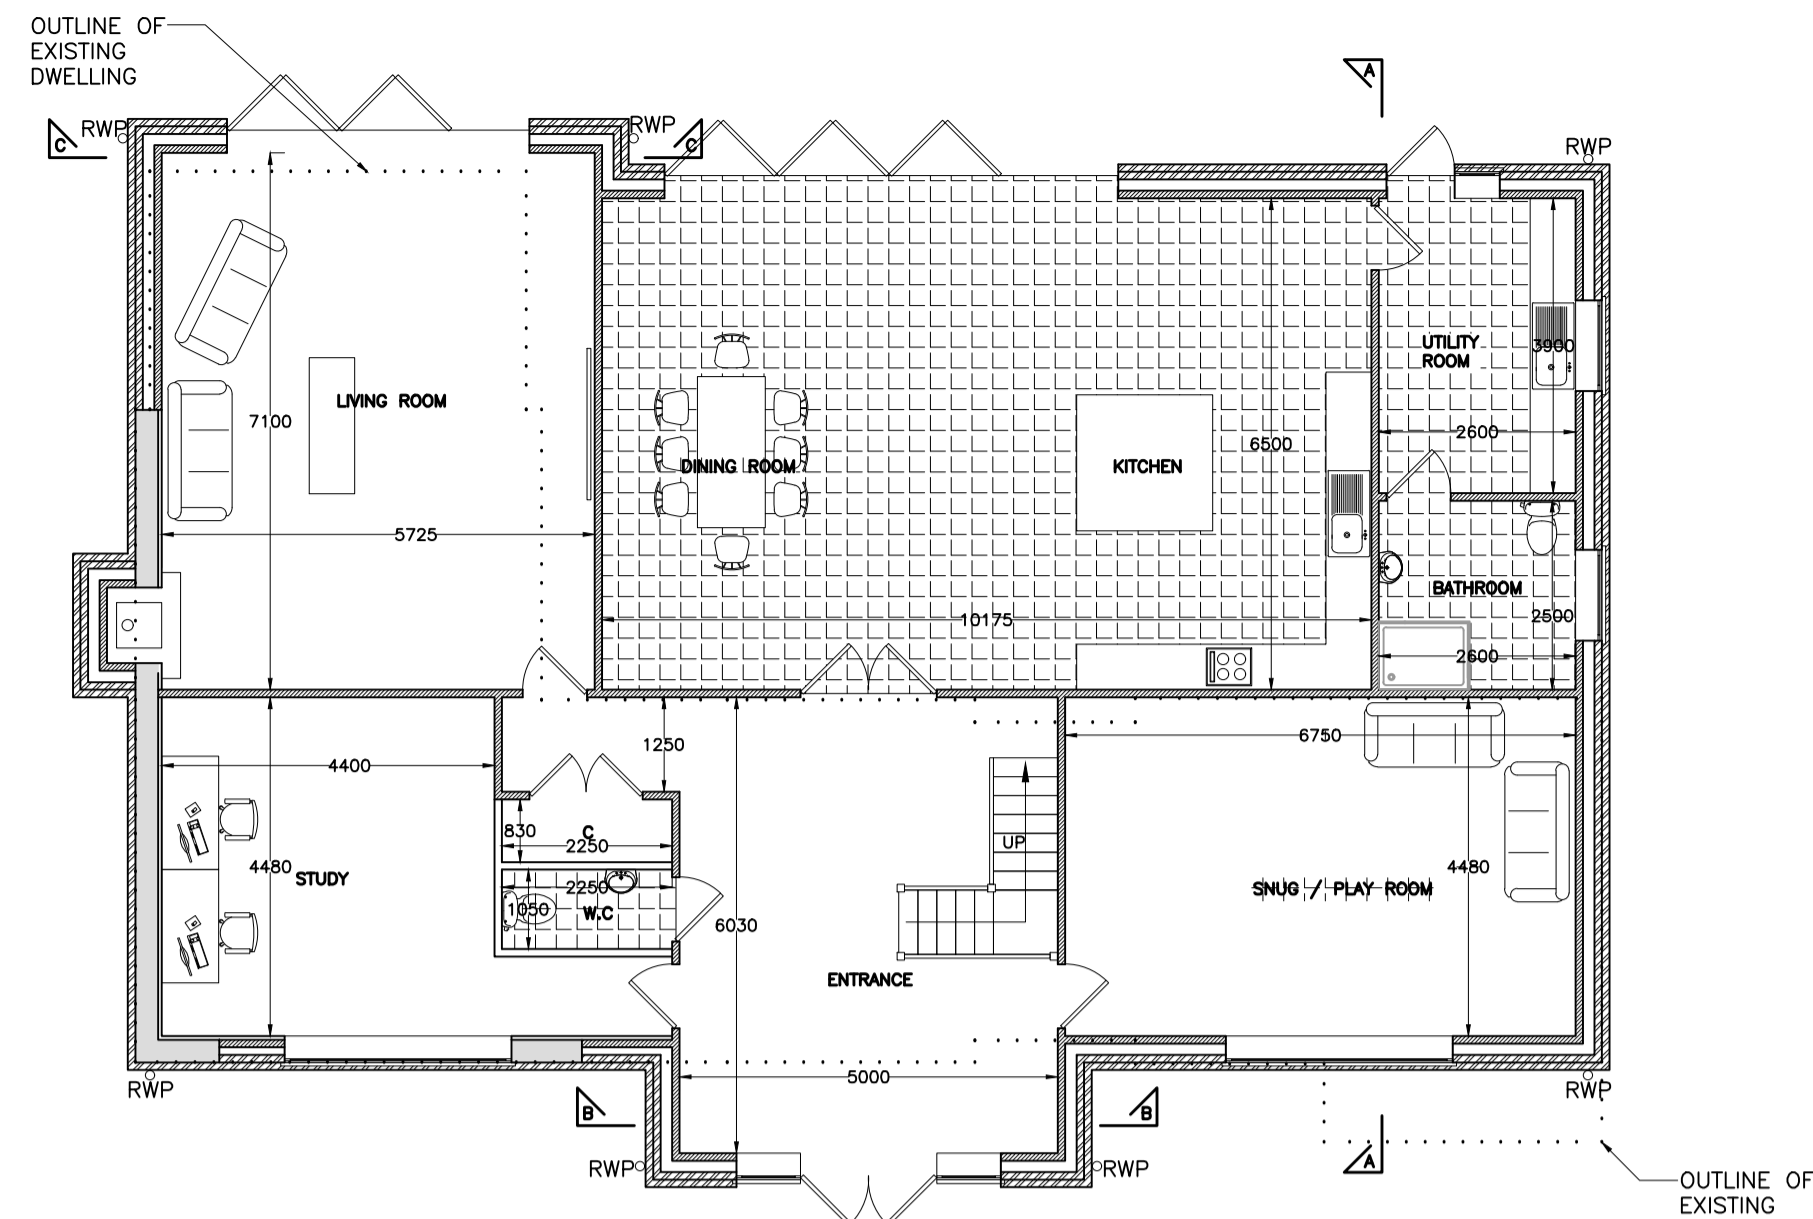 OUTLINE OF
EXISTING
DWELLING
A
RWP
C
RWP
C
RWP
LIVING ROOM
7100
5725
DINING ROOM
KITCHEN
6500
10175
UTILITY
ROOM
3900
2600
BATHROOM
2500
2600
1250
4400
830
C
2250
4480
STUDY
2250
1050
W.C
6030
UP
ENTRANCE
6750
4480
SNUG / PLAY ROOM
5000
RWP
B
B
RWP
RWP
RWP
A
OUTLINE OF
EXISTING